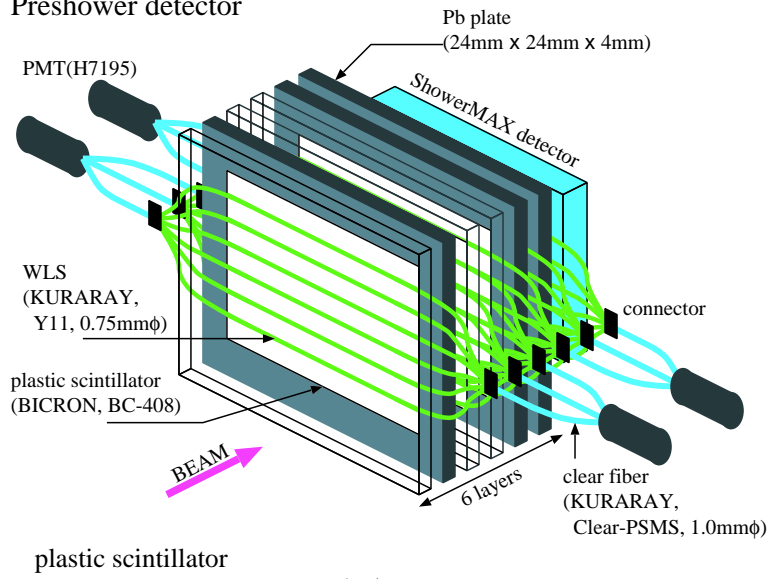 Preshower detector
Pb plate
(24mm x 24mm x 4mm)
PMT(H7195)
ShowerMAX detector
WLS
(KURARAY,
Y11, 0.75mmϕ)
connector
plastic scintillator
(BICRON, BC-408)
BEAM
6 layers
clear fiber
(KURARAY,
Clear-PSMS, 1.0mmϕ)
plastic scintillator